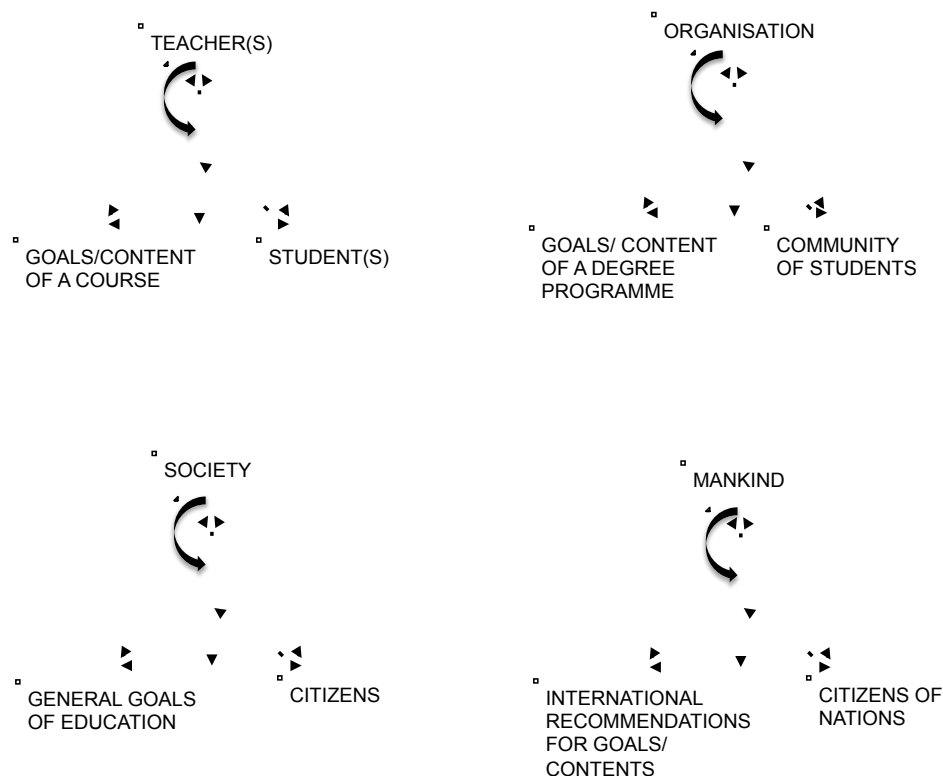 TEACHER(S)
GOALS/CONTENT
OF A COURSE
STUDENT(S)
ORGANISATION
GOALS/ CONTENT
OF A DEGREE
PROGRAMME
COMMUNITY
OF STUDENTS
SOCIETY
GENERAL GOALS
OF EDUCATION
CITIZENS
MANKIND
INTERNATIONAL
RECOMMENDATIONS
FOR GOALS/
CONTENTS
CITIZENS OF
NATIONS